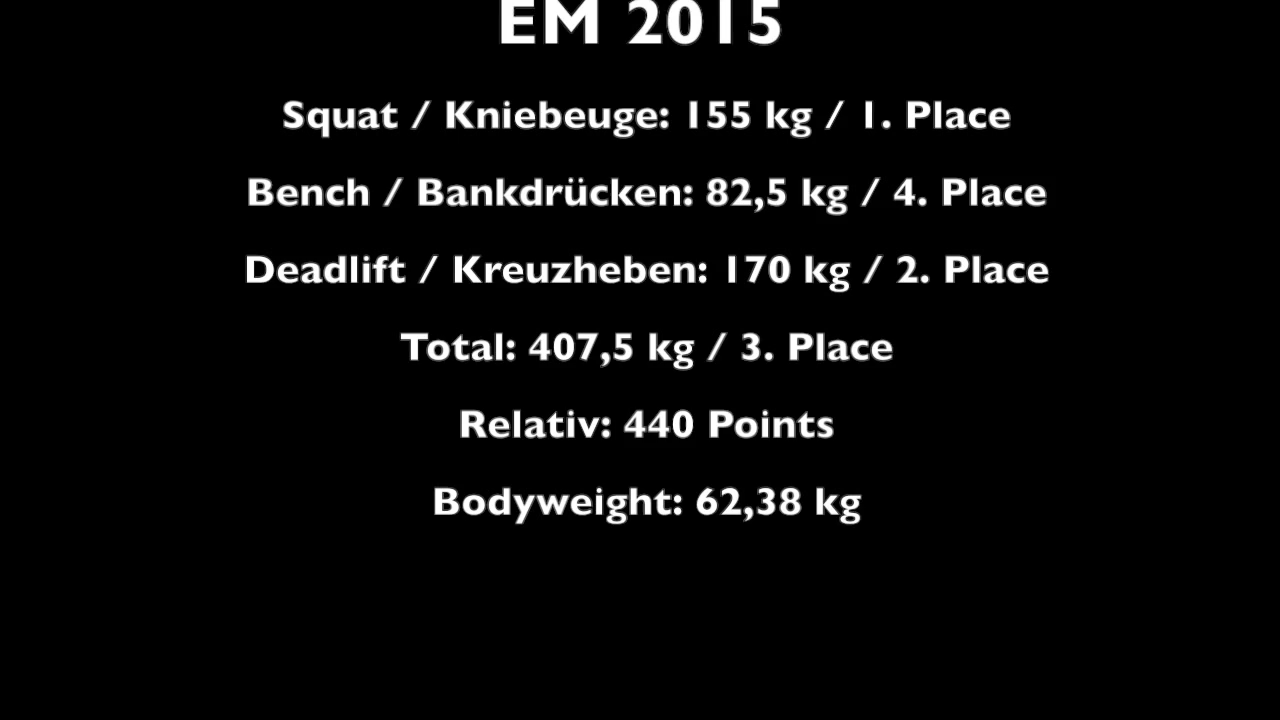 EM 2015
Squat / Kniebeuge: 155 kg / 1. Place
Bench / Bankdrücken: 82,5 kg / 4. Place
Deadlift / Kreuzheben: 170 kg / 2. Place
Total: 407,5 kg / 3. Place
Relativ: 440 Points
Bodyweight: 62,38 kg